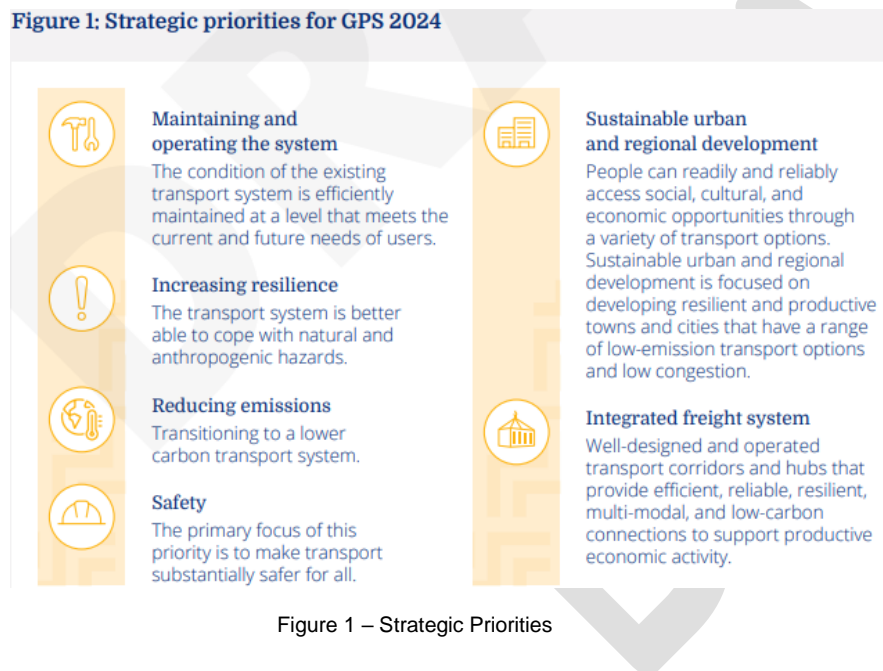 Figure 1: Strategic priorities for GPS 2024
Maintaining and
operating the system
The condition of the existing
transport system is efficiently
maintained at a level that meets the
current and future needs of users.
Increasing resilience
The transport system is better
able to cope with natural and
anthropogenic hazards.
Reducing emissions
Transitioning to a lower
carbon transport system.
Safety
The primary focus of this
priority is to make transport
substantially safer for all.
Sustainable urban
and regional development
People can readily and reliably
access social, cultural, and
economic opportunities through
a variety of transport options.
Sustainable urban and regional
development is focused on
developing resilient and productive
towns and cities that have a range
of low-emission transport options
and low congestion.
Integrated freight system
Well-designed and operated
transport corridors and hubs that
provide efficient, reliable, resilient,
multi-modal, and low-carbon
connections to support productive
economic activity.
Figure 1 – Strategic Priorities